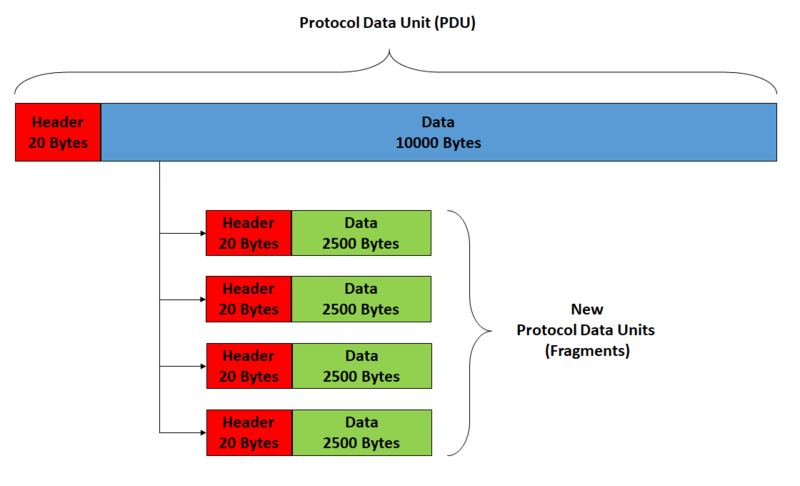 Protocol Data Unit (PDU)
Header
20 Bytes
Data
10000 Bytes
Header
20 Bytes
Data
2500 Bytes
Header
20 Bytes
Data
2500 Bytes
Header
20 Bytes
Data
2500 Bytes
Header
20 Bytes
Data
2500 Bytes
New
Protocol Data Units
(Fragments)